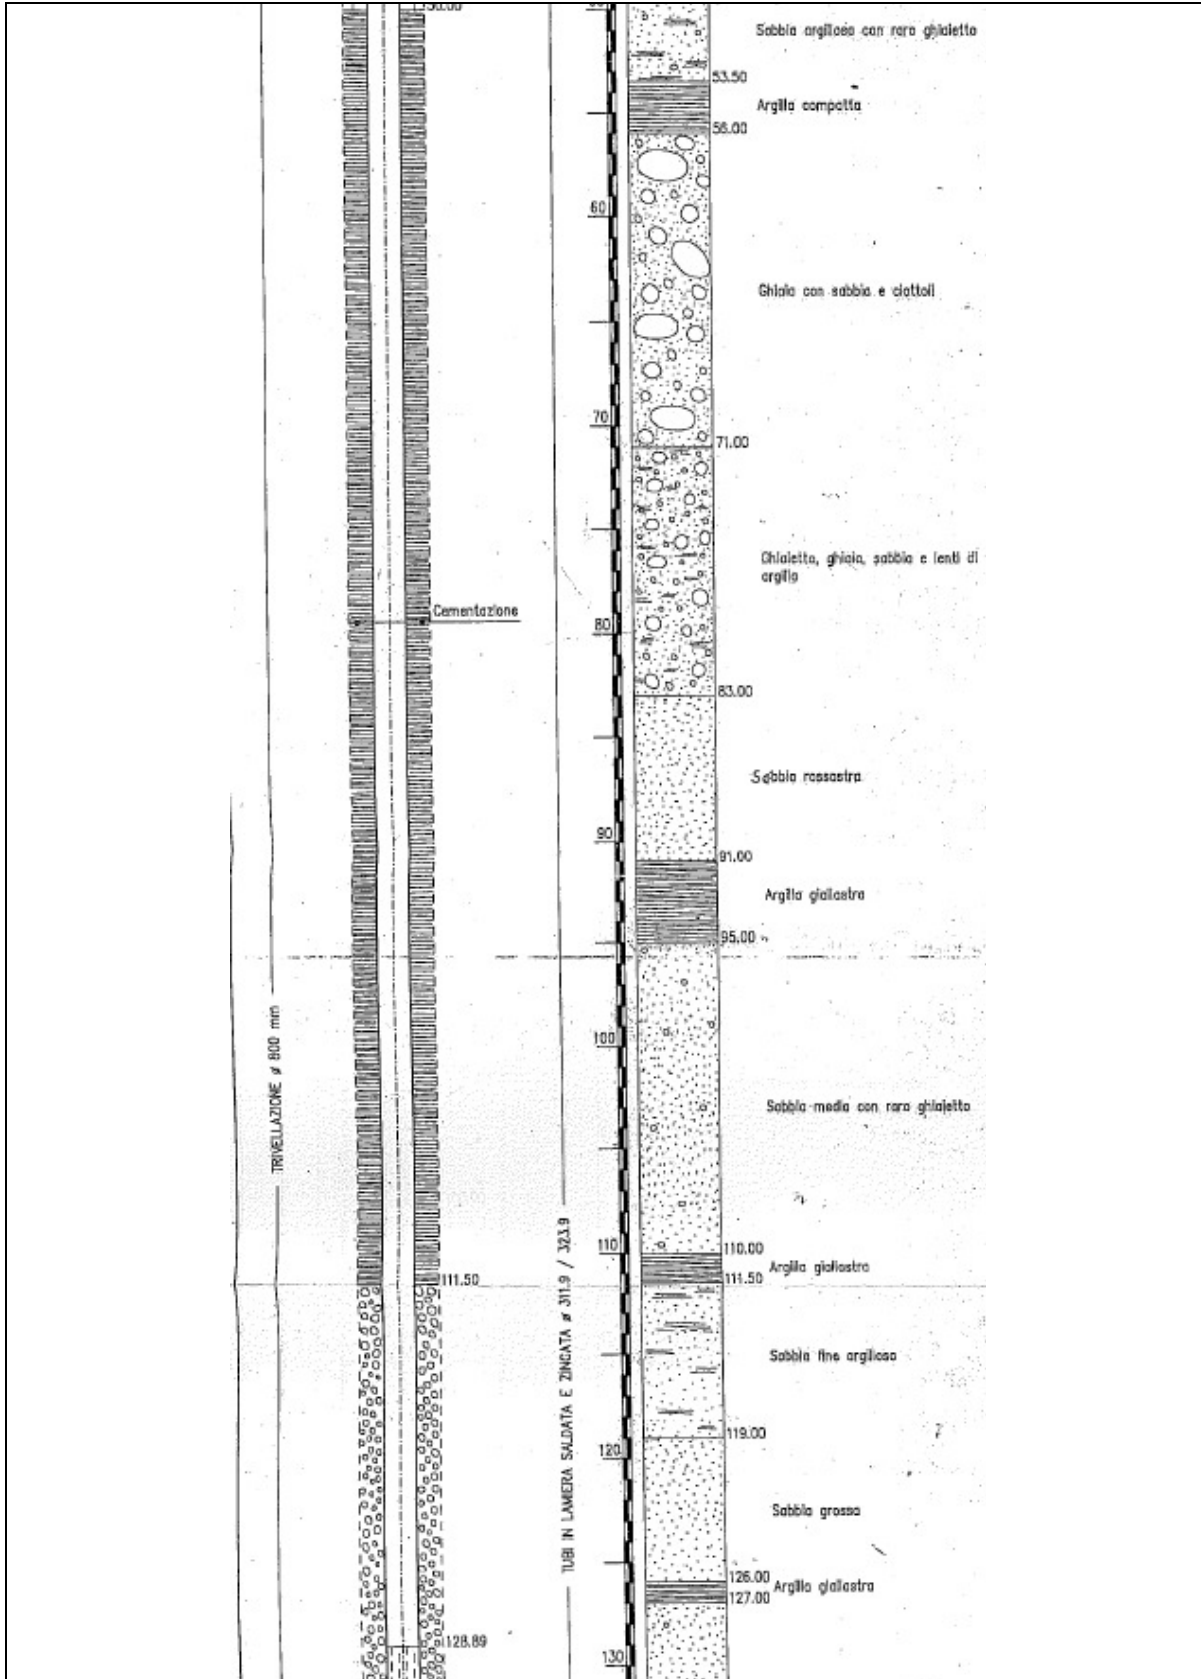 50.00
Sabbia argillosa con raro ghiaietto
53.50
Argilla compatta
56.00
60
Ghiaia con sabbia e ciottoli
70
71.00
Ghiaietto, ghiaia, sabbia e lenti di
argilla
Cementazione
80
83.00
Sabbia rossastra
90
91.00
Argilla giallastra
95.00
100
Sabbia media con raro ghiaietto
TRIVELLAZIONE ø 800 mm
110
110.00
Argilla giallastra
111.50
111.50
TUBI IN LAMIERA SALDATA E ZINCATA ø 311.9 / 323.9
Sabbia fine argillosa
119.00
120
Sabbia grossa
126.00
Argilla giallastra
127.00
128.89
130